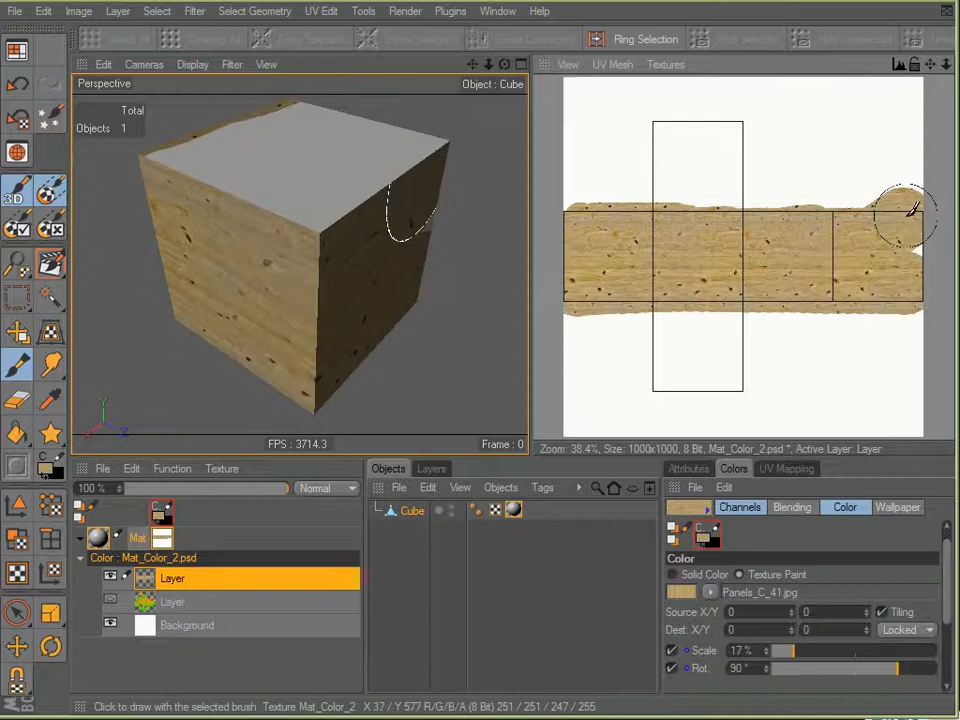 File Edit Image Layer Select Filter Select Geometry UV Edit Tools Render Plugins Window Help
Ring Selection
Edit Cameras Display Filter View
View UV Mesh Textures
Perspective
Object : Cube
Total
Objects 1
3D
FPS : 3714.3
Frame : 0
Zoom: 38.4%, Size: 1000x1000, 8 Bit, Mat_Color_2.psd *, Active Layer: Layer
File Edit Function Texture
Objects Layers
Attributes Colors UV Mapping
100 %
Normal
File Edit View Objects Tags
File Edit
Channels Blending Color Wallpaper
Cube
Mat
Color : Mat_Color_2.psd
Layer
Layer
Background
Color
Solid Color Texture Paint
Panels_C_41.jpg
Source X/Y 0 0 Tiling
Dest. X/Y 0 0 Locked
Scale 17 %
Rot. 90 °
Click to draw with the selected brush Texture Mat_Color_2 X 37 / Y 577 R/G/B/A (8 Bit) 251 / 251 / 247 / 255